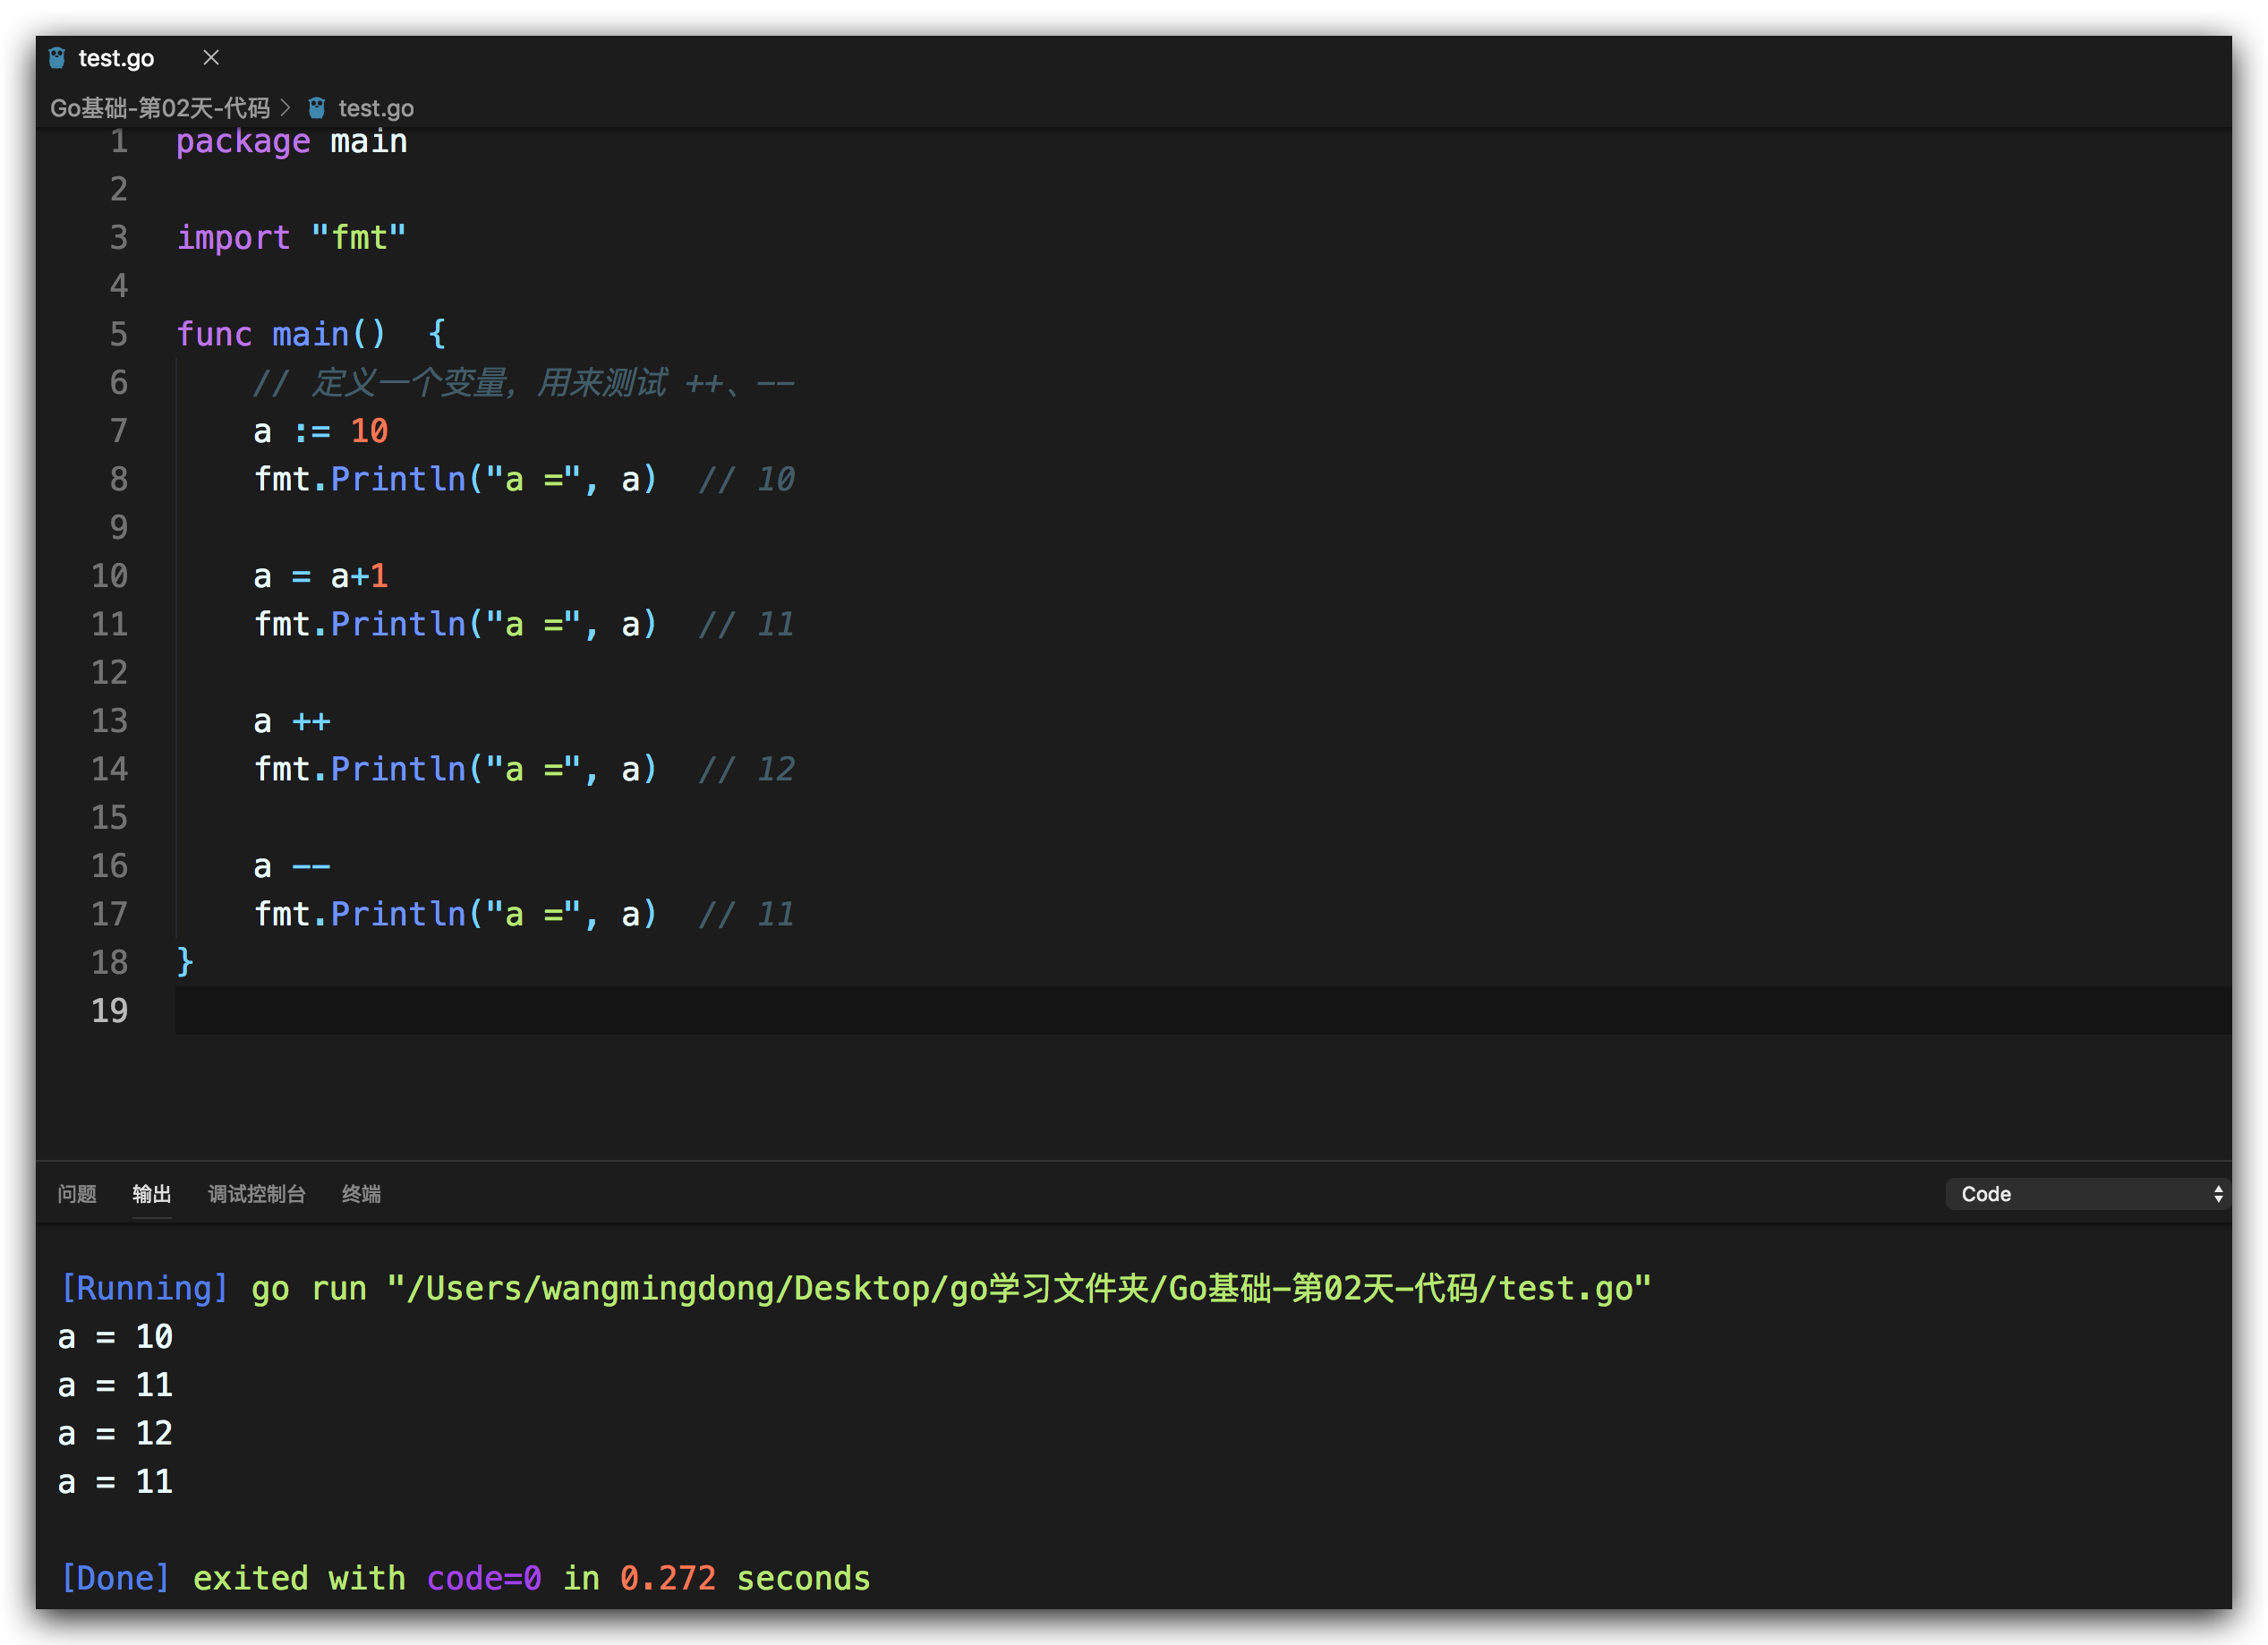 test.go
Go基础-第02天-代码 > test.go
1 package main
2
3 import "fmt"
4
5 func main()  {
6     // 定义一个变量，用来测试 ++、--
7     a := 10
8     fmt.Println("a =", a)  // 10
9
10     a = a+1
11     fmt.Println("a =", a)  // 11
12
13     a ++
14     fmt.Println("a =", a)  // 12
15
16     a --
17     fmt.Println("a =", a)  // 11
18 }
19
问题 输出 调试控制台 终端 Code
[Running] go run "/Users/wangmingdong/Desktop/go学习文件夹/Go基础-第02天-代码/test.go"
a = 10
a = 11
a = 12
a = 11
[Done] exited with code=0 in 0.272 seconds